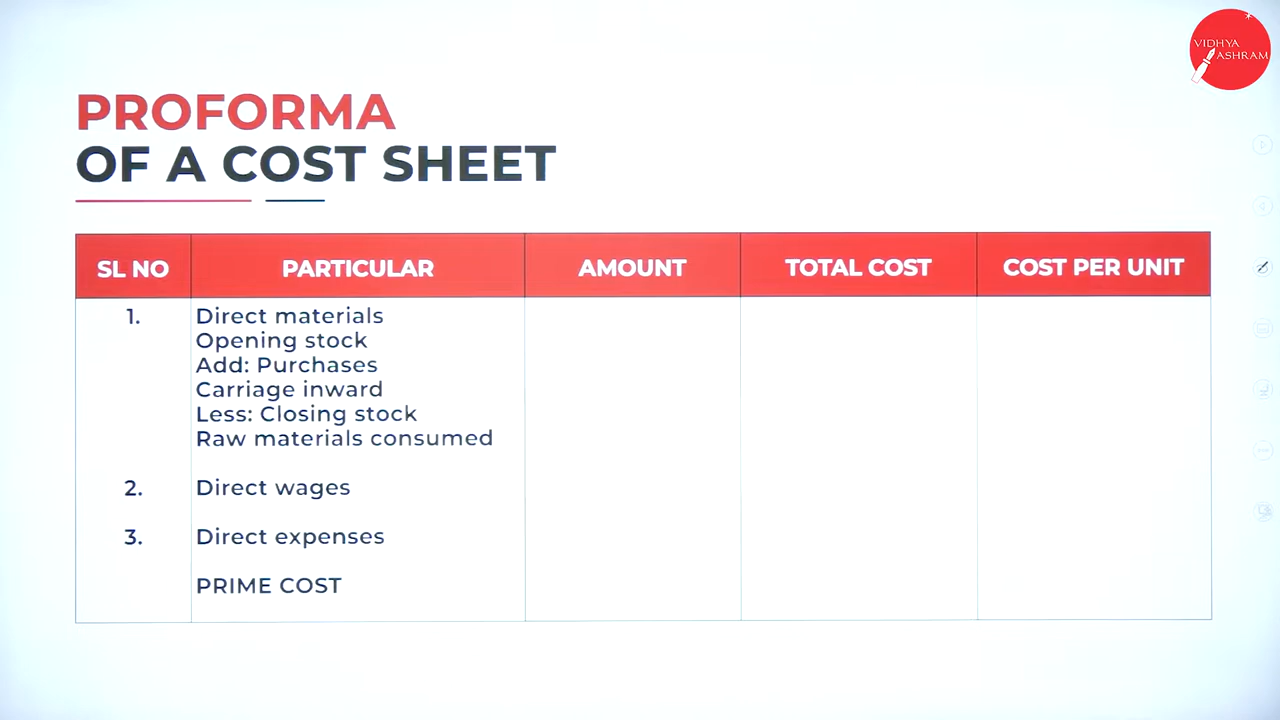 VIDHYA
ASHRAM
PROFORMA
OF A COST SHEET
SL NO PARTICULAR AMOUNT TOTAL COST COST PER UNIT
1. Direct materials
Opening stock
Add: Purchases
Carriage inward
Less: Closing stock
Raw materials consumed
2. Direct wages
3. Direct expenses
PRIME COST